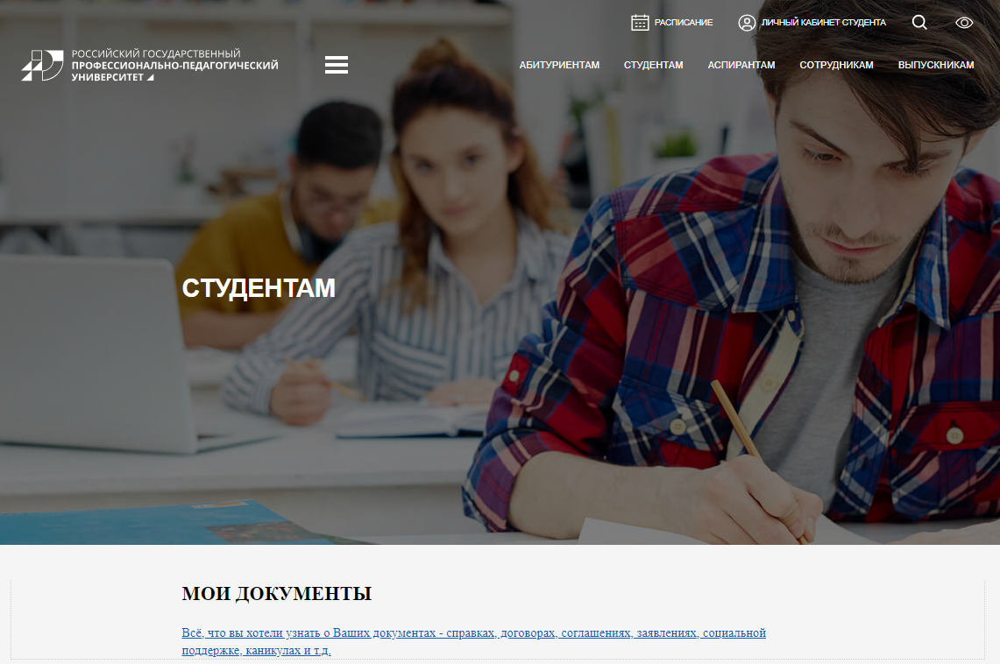 РАСПИСАНИЕ
ЛИЧНЫЙ КАБИНЕТ СТУДЕНТА
РОССИЙСКИЙ ГОСУДАРСТВЕННЫЙ
ПРОФЕССИОНАЛЬНО-ПЕДАГОГИЧЕСКИЙ
УНИВЕРСИТЕТ
АБИТУРИЕНТАМ
СТУДЕНТАМ
АСПИРАНТАМ
СОТРУДНИКАМ
ВЫПУСКНИКАМ
СТУДЕНТАМ
МОИ ДОКУМЕНТЫ
Всё, что вы хотели узнать о Ваших документах - справках, договорах, соглашениях, заявлениях, социальной
поддержке, каникулах и т.д.